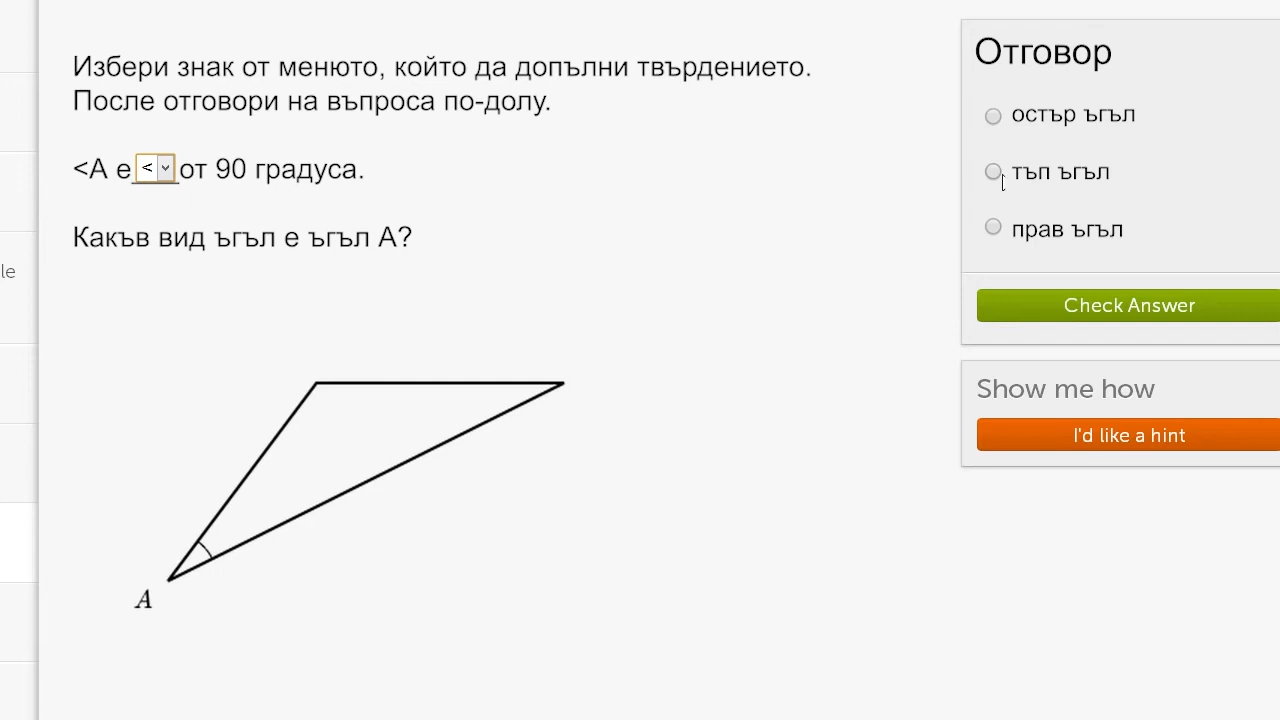 Избери знак от менюто, който да допълни твърдението.
После отговори на въпроса по-долу.
<A е < от 90 градуса.
Какъв вид ъгъл е ъгъл А?
A
le
Отговор
остър ъгъл
тъп ъгъл
прав ъгъл
Check Answer
Show me how
I'd like a hint